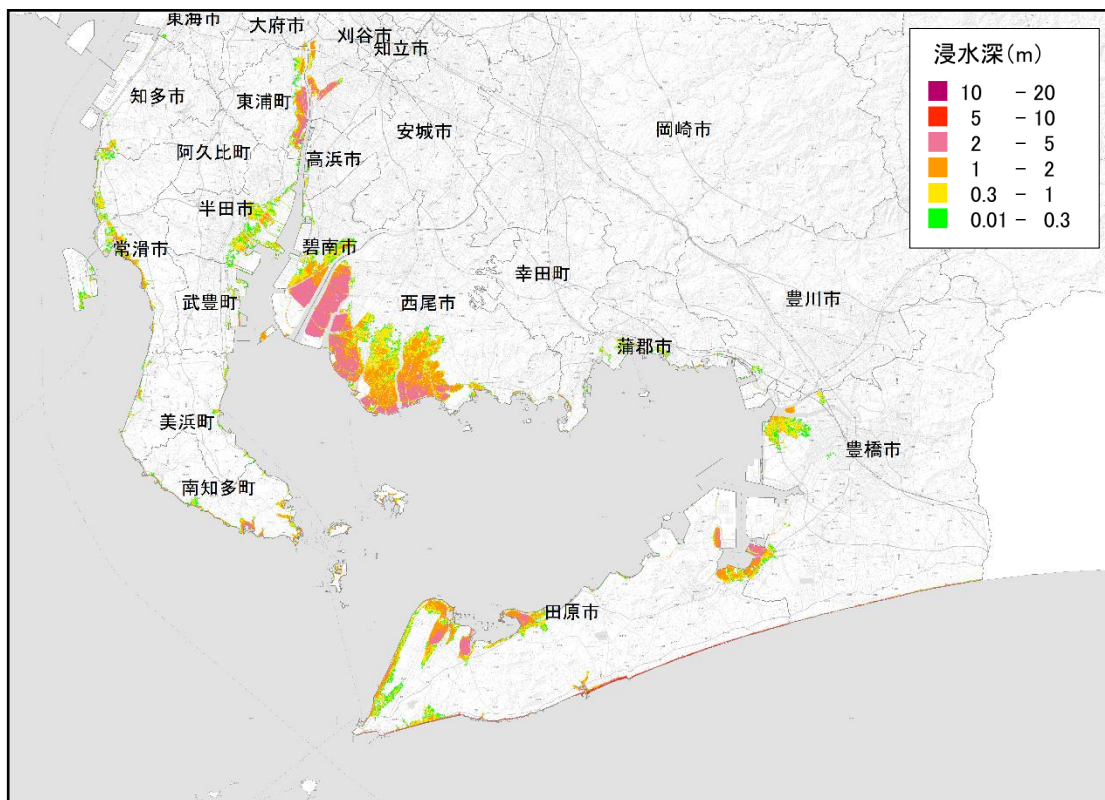 東海市
大府市
刈谷市
知立市
知多市
東浦町
安城市
岡崎市
阿久比町
高浜市
半田市
常滑市
碧南市
幸田町
武豊町
西尾市
豊川市
蒲郡市
美浜町
豊橋市
南知多町
田原市
浸水深(m)
10 - 20
5 - 10
2 - 5
1 - 2
0.3 - 1
0.01 - 0.3